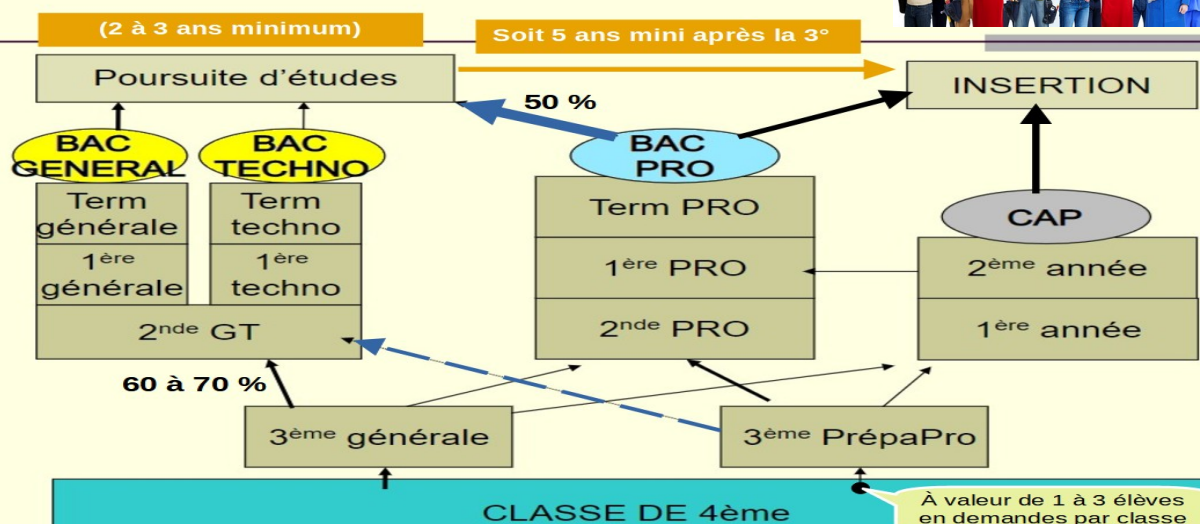 (2 à 3 ans minimum)
Soit 5 ans mini après la 3°
Poursuite d'études
50 %
INSERTION
BAC
GENERAL
BAC
TECHNO
BAC
PRO
CAP
Term
générale
Term
techno
Term PRO
1ère
générale
1ère
techno
1ère PRO
2ème année
2nde GT
2nde PRO
1ère année
60 à 70 %
3ème générale
3ème PrépaPro
CLASSE DE 4ème
À valeur de 1 à 3 élèves
en demandes par classe